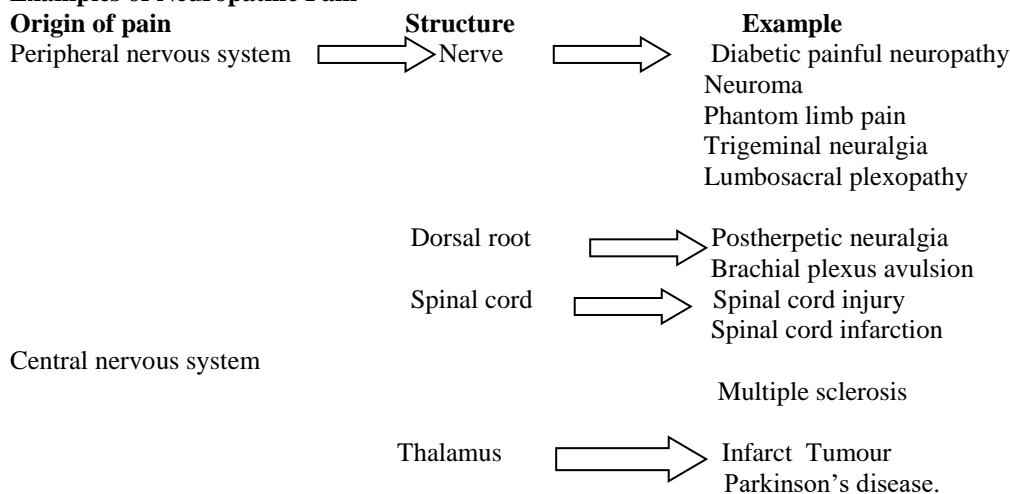 Examples of Neuropathic Pain
Origin of pain Structure Example
Peripheral nervous system Nerve Diabetic painful neuropathy
Neuroma
Phantom limb pain
Trigeminal neuralgia
Lumbosacral plexopathy
Dorsal root Postherpetic neuralgia
Brachial plexus avulsion
Spinal cord Spinal cord injury
Spinal cord infarction
Central nervous system
Multiple sclerosis
Thalamus Infarct Tumour
Parkinson’s disease.